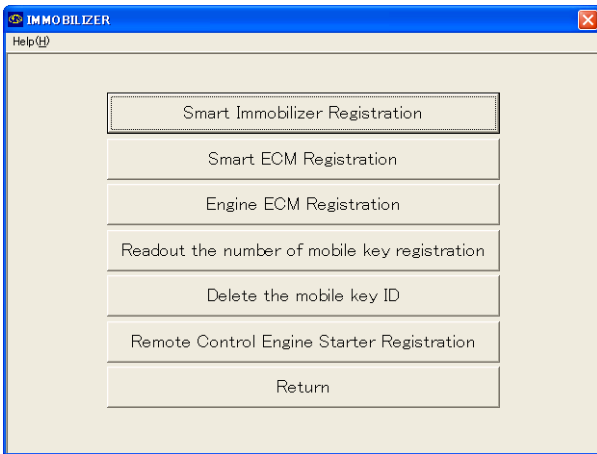 IMMOBILIZER
Help(H)
Smart Immobilizer Registration
Smart ECM Registration
Engine ECM Registration
Readout the number of mobile key registration
Delete the mobile key ID
Remote Control Engine Starter Registration
Return